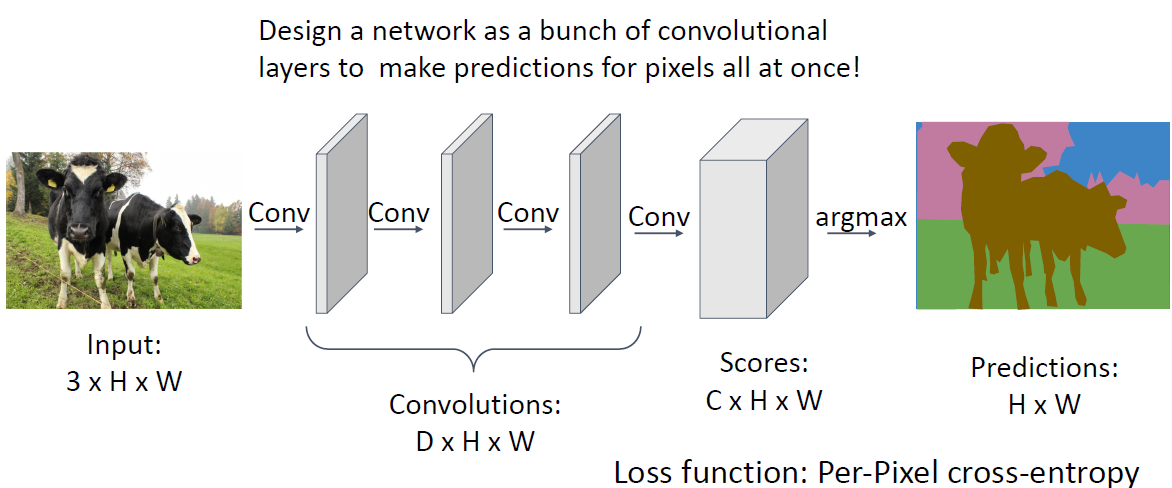 Design a network as a bunch of convolutional
layers to make predictions for pixels all at once!
Conv
Conv
Conv
Conv
argmax
Input:
3 x H x W
Convolutions:
D x H x W
Scores:
C x H x W
Predictions:
H x W
Loss function: Per-Pixel cross-entropy